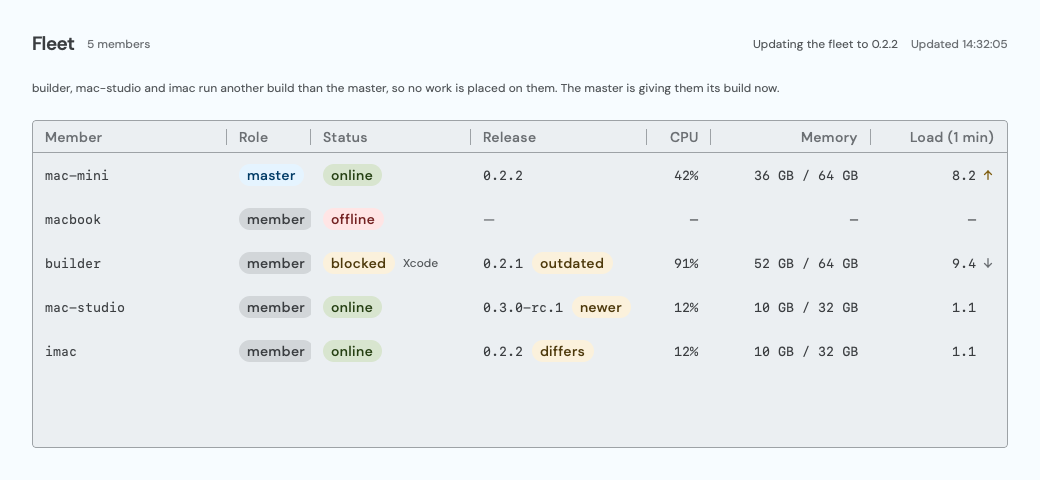 Fleet 5 members Updating the fleet to 0.2.2 Updated 14:32:05
builder, mac-studio and imac run another build than the master, so no work is placed on them. The master is giving them its build now.
Member Role Status Release CPU Memory Load (1 min)
mac-mini master online 0.2.2 42% 36 GB / 64 GB 8.2 ↑
macbook member offline — — — —
builder member blocked Xcode 0.2.1 outdated 91% 52 GB / 64 GB 9.4 ↓
mac-studio member online 0.3.0-rc.1 newer 12% 10 GB / 32 GB 1.1
imac member online 0.2.2 differs 12% 10 GB / 32 GB 1.1